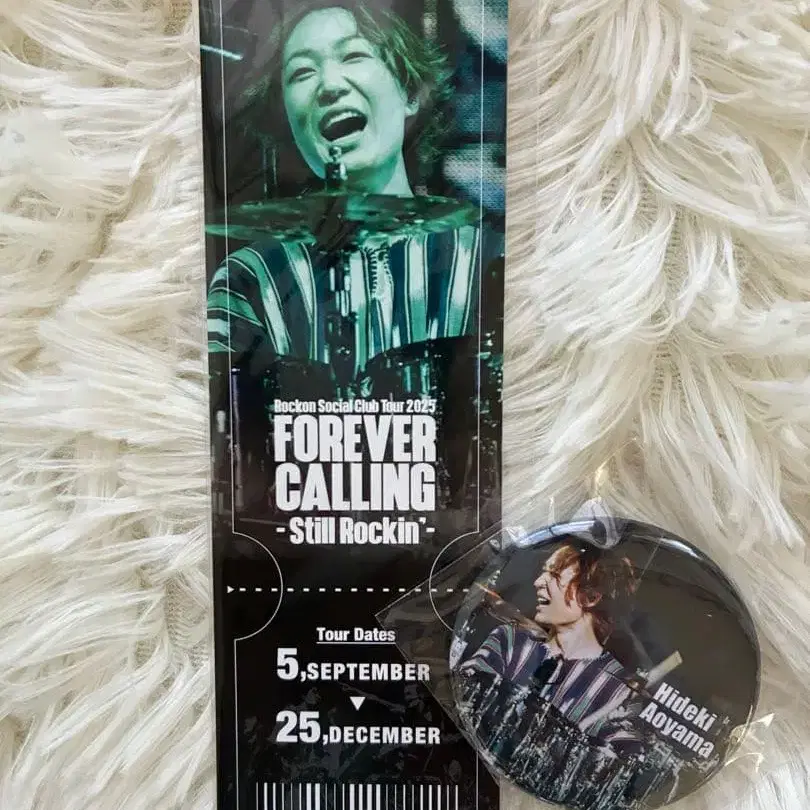 Rockon Social Club Tour 2025
FOREVER
CALLING
-Still Rockin'-
Tour Dates
5,SEPTEMBER
25,DECEMBER
Hideki
Aoyama